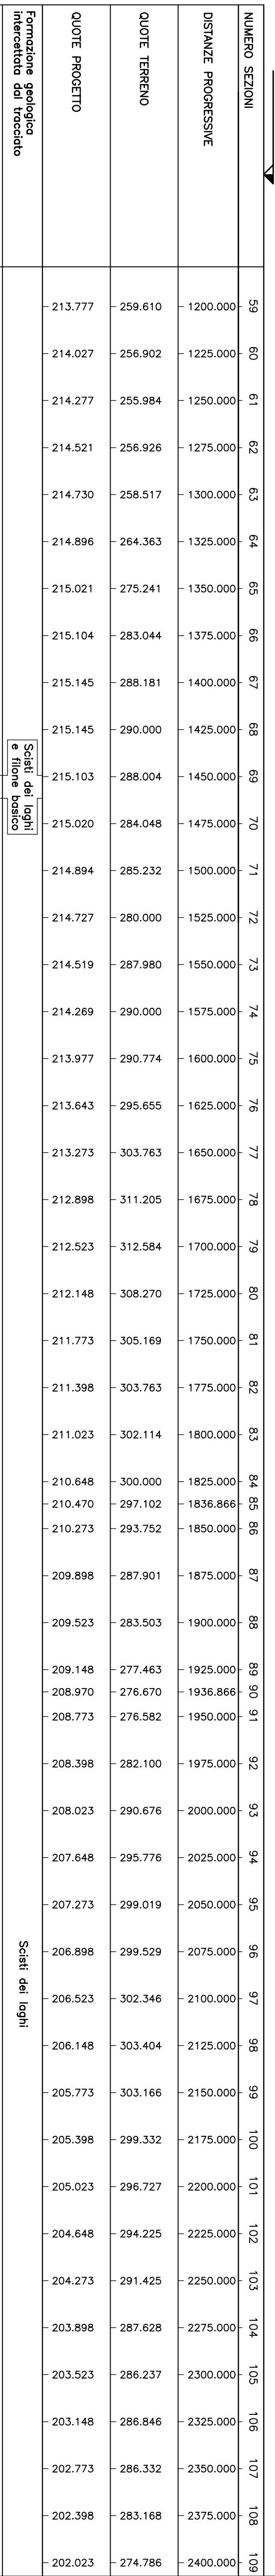 NUMERO SEZIONI
DISTANZE PROGRESSIVE
QUOTE TERRENO
QUOTE PROGETTO
Formazione geologica
intercettata dal tracciato
213.777 259.610 1200.000 59
214.027 256.902 1225.000 60
214.277 255.984 1250.000 61
214.521 256.926 1275.000 62
214.730 258.517 1300.000 63
214.896 264.363 1325.000 64
215.021 275.241 1350.000 65
215.104 283.044 1375.000 66
215.145 288.181 1400.000 67
215.145 290.000 1425.000 68
215.103 288.004 1450.000 69
Scisti dei laghi
e filone basico
215.020 284.048 1475.000 70
214.894 285.232 1500.000 71
214.727 280.000 1525.000 72
214.519 287.980 1550.000 73
214.269 290.000 1575.000 74
213.977 290.774 1600.000 75
213.643 295.655 1625.000 76
213.273 303.763 1650.000 77
212.898 311.205 1675.000 78
212.523 312.584 1700.000 79
212.148 308.270 1725.000 80
211.773 305.169 1750.000 81
211.398 303.763 1775.000 82
211.023 302.114 1800.000 83
210.648 300.000 1825.000 84
210.470 297.102 1836.866 85
210.273 293.752 1850.000 86
209.898 287.901 1875.000 87
209.523 283.503 1900.000 88
209.148 277.463 1925.000 89
208.970 276.670 1936.866 90
208.773 276.582 1950.000 91
208.398 282.100 1975.000 92
208.023 290.676 2000.000 93
207.648 295.776 2025.000 94
207.273 299.019 2050.000 95
206.898 299.529 2075.000 96
Scisti dei laghi
206.523 302.346 2100.000 97
206.148 303.404 2125.000 98
205.773 303.166 2150.000 99
205.398 299.332 2175.000 100
205.023 296.727 2200.000 101
204.648 294.225 2225.000 102
204.273 291.425 2250.000 103
203.898 287.628 2275.000 104
203.523 286.237 2300.000 105
203.148 286.846 2325.000 106
202.773 286.332 2350.000 107
202.398 283.168 2375.000 108
202.023 274.786 2400.000 109